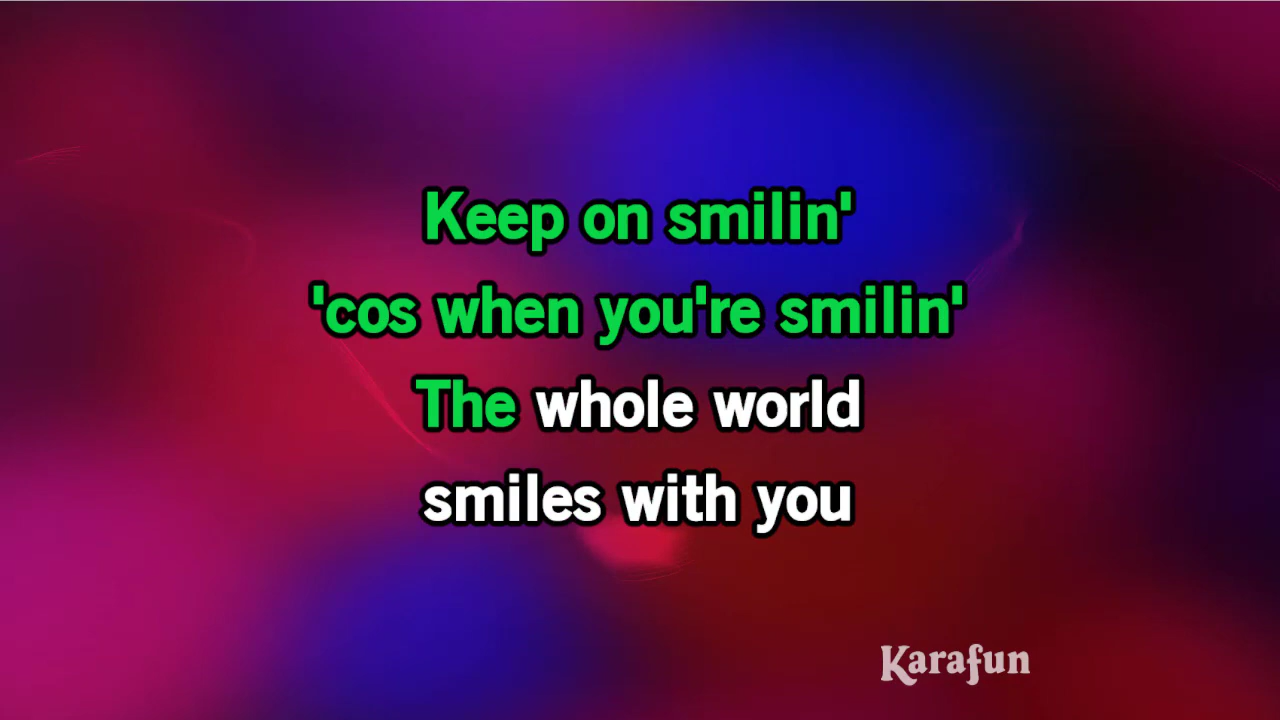 Keep on smilin'
'cos when you're smilin'
The whole world
smiles with you
Karafun